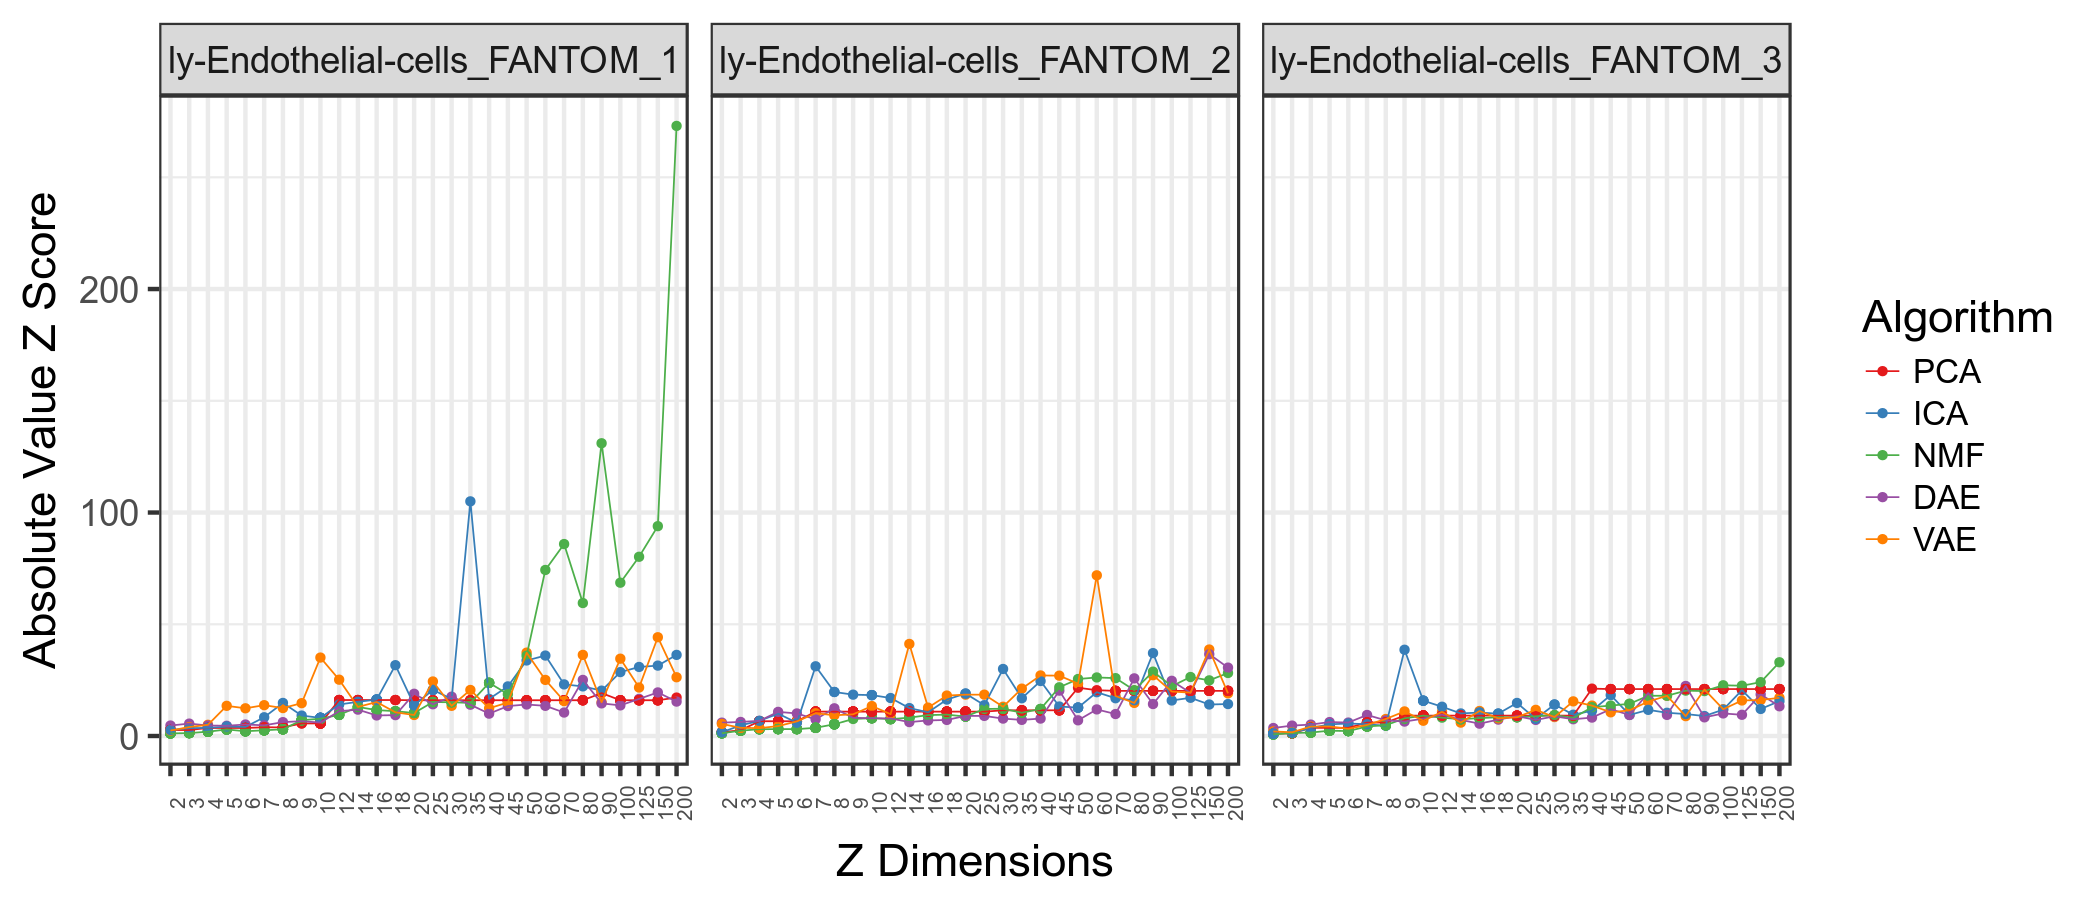 ly-Endothelial-cells_FANTOM_1
ly-Endothelial-cells_FANTOM_2
ly-Endothelial-cells_FANTOM_3
Absolute Value Z Score
200
100
0
2 3 4 5 6 7 8 9 10 12 14 16 18 20 25 30 35 40 45 50 60 70 80 90 100 125 150 200
2 3 4 5 6 7 8 9 10 12 14 16 18 20 25 30 35 40 45 50 60 70 80 90 100 125 150 200
2 3 4 5 6 7 8 9 10 12 14 16 18 20 25 30 35 40 45 50 60 70 80 90 100 125 150 200
Z Dimensions
Algorithm
PCA
ICA
NMF
DAE
VAE